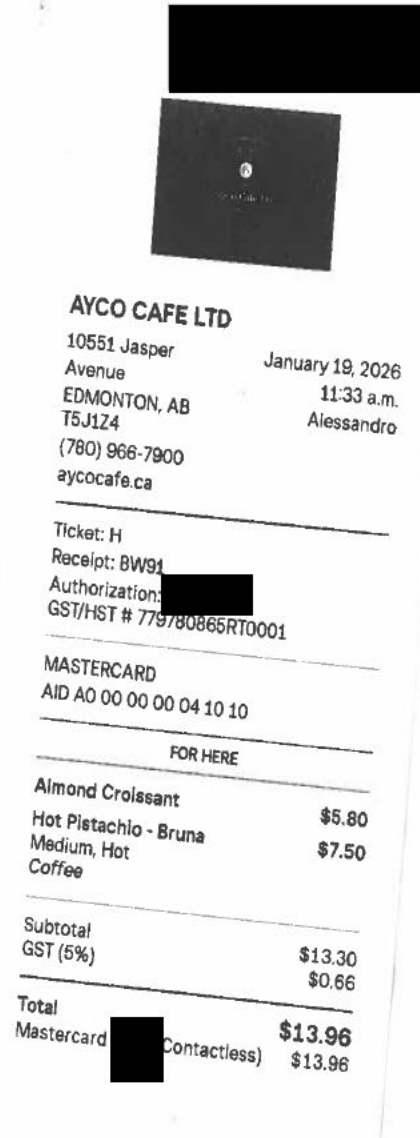 AYCO CAFE LTD
10551 Jasper
Avenue
EDMONTON, AB
T5J1Z4
(780) 966-7900
aycocafe.ca
January 19, 2026
11:33 a.m.
Alessandro
Ticket: H
Receipt: BW91
Authorization:
GST/HST # 779780865RT0001
MASTERCARD
AID A0 00 00 00 04 10 10
FOR HERE
Almond Croissant $5.80
Hot Pistachio - Bruna $7.50
Medium, Hot
Coffee
Subtotal $13.30
GST (5%) $0.66
Total $13.96
Mastercard Contactless) $13.96